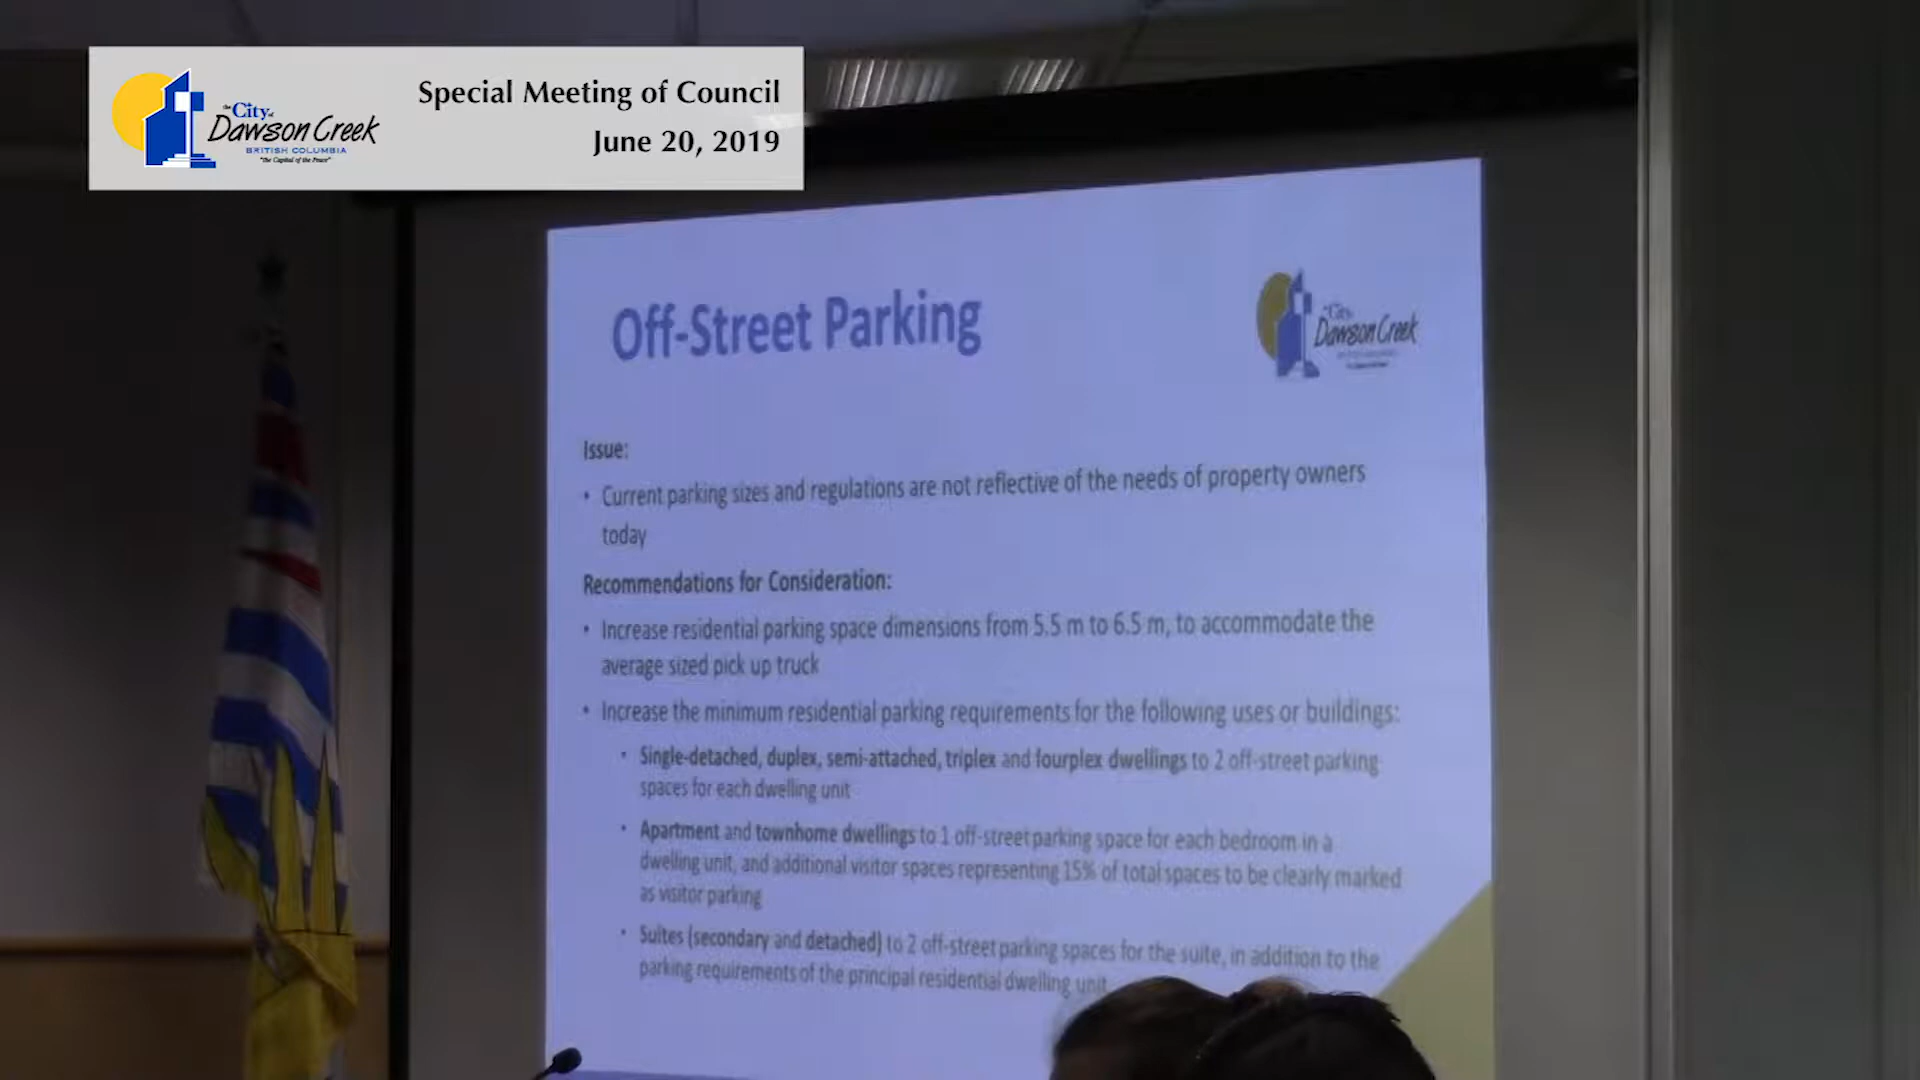 Special Meeting of Council
June 20, 2019
the City of
Dawson Creek
BRITISH COLUMBIA
"the Capital of the Peace"
Off-Street Parking
City
Dawson Creek
Issue:
• Current parking sizes and regulations are not reflective of the needs of property owners
today
Recommendations for Consideration:
• Increase residential parking space dimensions from 5.5 m to 6.5 m, to accommodate the
average sized pick up truck
• Increase the minimum residential parking requirements for the following uses or buildings:
• Single-detached, duplex, semi-attached, triplex and fourplex dwellings to 2 off-street parking
spaces for each dwelling unit
• Apartment and townhome dwellings to 1 off-street parking space for each bedroom in a
dwelling unit, and additional visitor spaces representing 15% of total spaces to be clearly marked
as visitor parking
• Suites (secondary and detached) to 2 off-street parking spaces for the suite, in addition to the
parking requirements of the principal residential dwelling unit